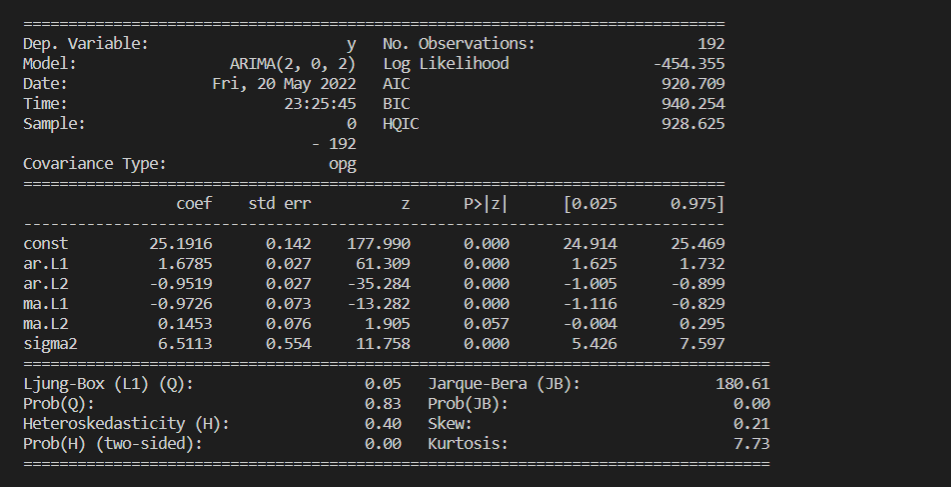 ==============================================================================
Dep. Variable:                      y   No. Observations:                  192
Model:                 ARIMA(2, 0, 2)   Log Likelihood                -454.355
Date:                Fri, 20 May 2022   AIC                            920.709
Time:                        23:25:45   BIC                            940.254
Sample:                             0   HQIC                           928.625
                                - 192
Covariance Type:                  opg
==============================================================================
                 coef    std err          z      P>|z|      [0.025      0.975]
------------------------------------------------------------------------------
const         25.1916      0.142    177.990      0.000      24.914      25.469
ar.L1          1.6785      0.027     61.309      0.000       1.625       1.732
ar.L2         -0.9519      0.027    -35.284      0.000      -1.005      -0.899
ma.L1         -0.9726      0.073    -13.282      0.000      -1.116      -0.829
ma.L2          0.1453      0.076      1.905      0.057      -0.004       0.295
sigma2         6.5113      0.554     11.758      0.000       5.426       7.597
===================================================================================
Ljung-Box (L1) (Q):                   0.05   Jarque-Bera (JB):               180.61
Prob(Q):                              0.83   Prob(JB):                         0.00
Heteroskedasticity (H):               0.40   Skew:                             0.21
Prob(H) (two-sided):                  0.00   Kurtosis:                         7.73
===================================================================================